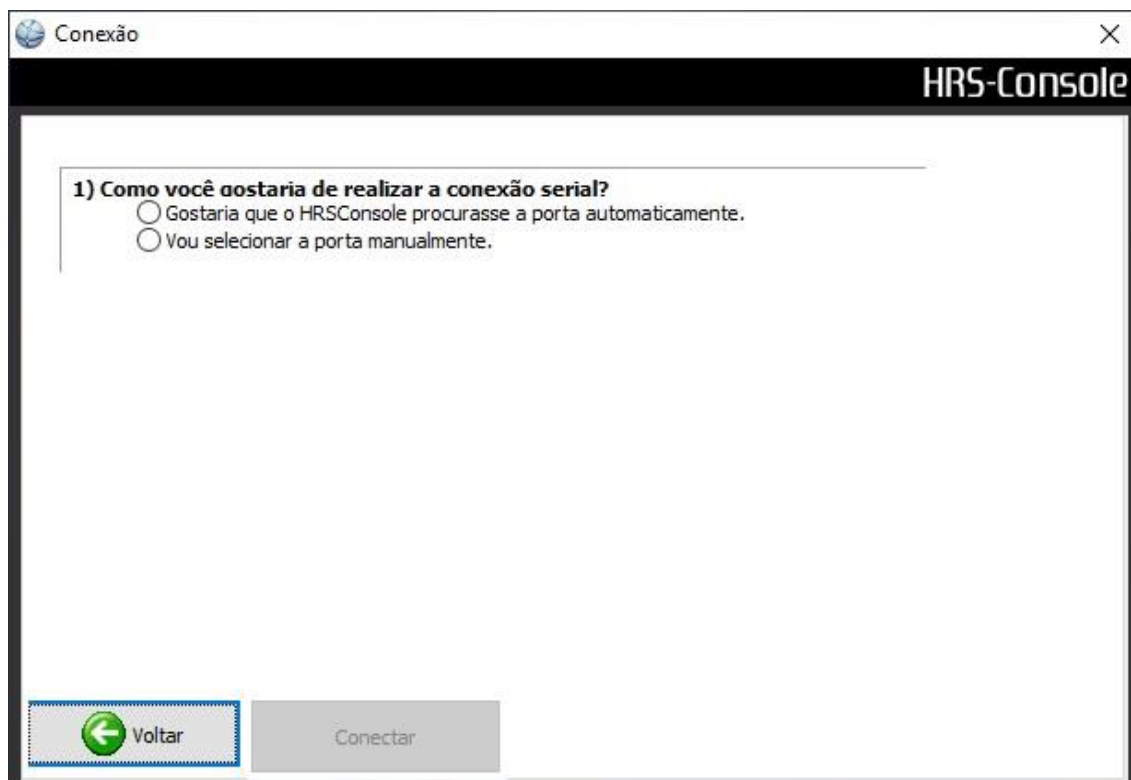 Conexão
HRS-Console
1) Como você gostaria de realizar a conexão serial?
Gostaria que o HRSConsole procurasse a porta automaticamente.
Vou selecionar a porta manualmente.
Voltar
Conectar